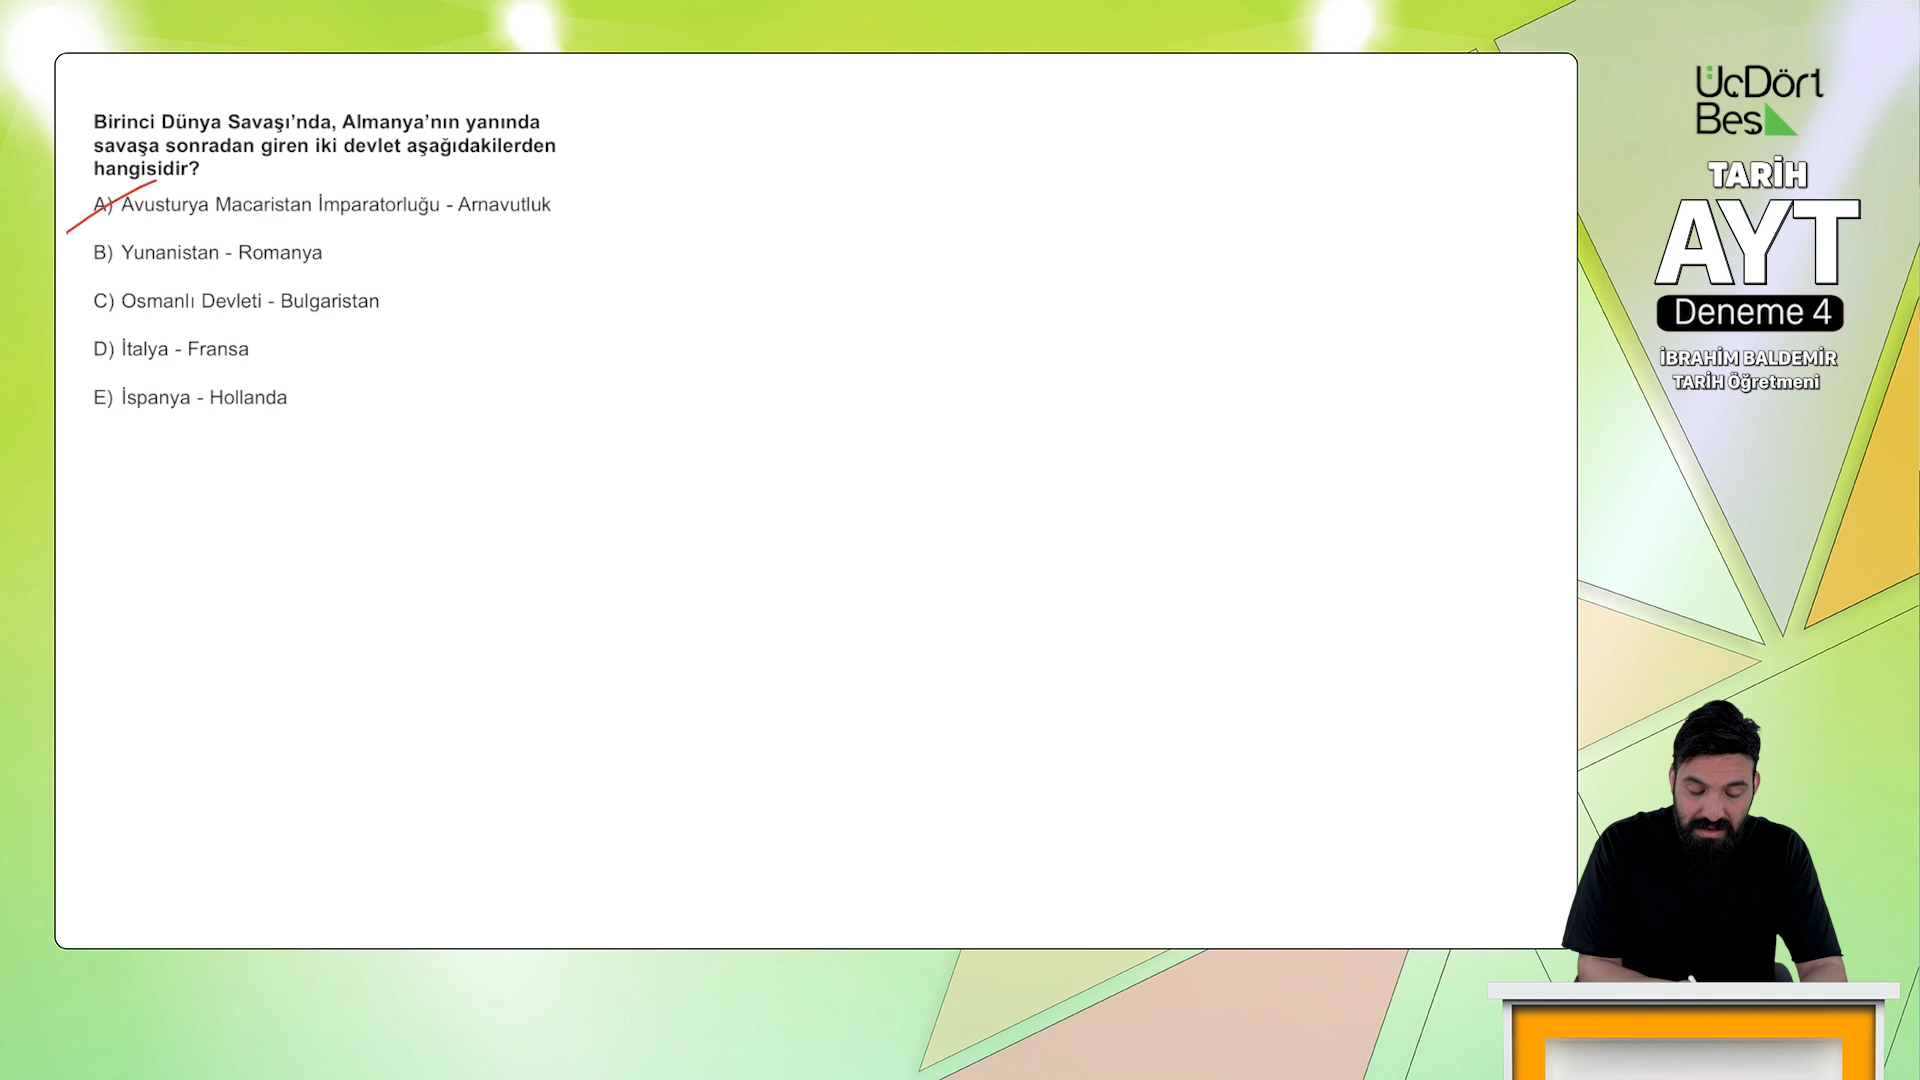 Birinci Dünya Savaşı’nda, Almanya’nın yanında
savaşa sonradan giren iki devlet aşağıdakilerden
hangisidir?
A) Avusturya Macaristan İmparatorluğu - Arnavutluk
B) Yunanistan - Romanya
C) Osmanlı Devleti - Bulgaristan
D) İtalya - Fransa
E) İspanya - Hollanda
ÜçDört
Beş
TARİH
AYT
Deneme 4
İBRAHİM BALDEMİR
TARİH Öğretmeni